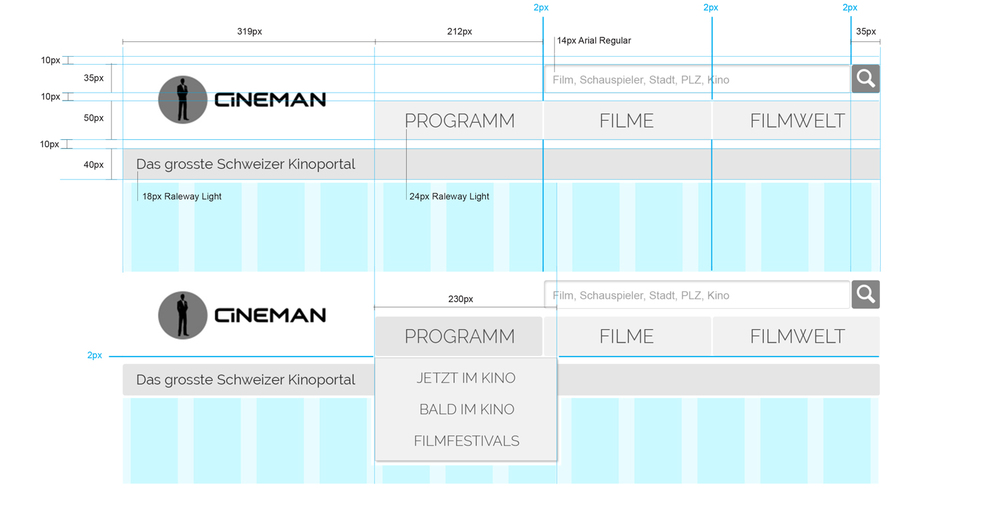 2px 2px 2px
319px 212px 35px
14px Arial Regular
10px
35px Film, Schauspieler, Stadt, PLZ, Kino
10px CiNEMAN
50px PROGRAMM FILME FILMWELT
10px
40px Das grosste Schweizer Kinoportal
18px Raleway Light 24px Raleway Light
230px Film, Schauspieler, Stadt, PLZ, Kino
CiNEMAN
PROGRAMM FILME FILMWELT
2px
Das grosste Schweizer Kinoportal JETZT IM KINO
BALD IM KINO
FILMFESTIVALS